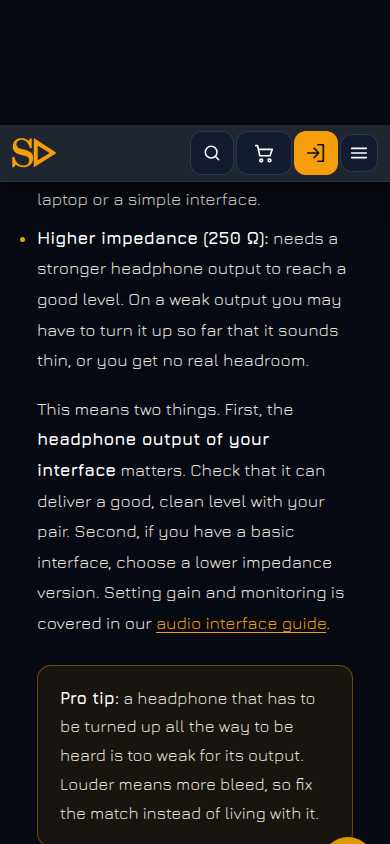 S
laptop or a simple interface.
Higher impedance (250 Ω): needs a
stronger headphone output to reach a
good level. On a weak output you may
have to turn it up so far that it sounds
thin, or you get no real headroom.
This means two things. First, the
headphone output of your
interface matters. Check that it can
deliver a good, clean level with your
pair. Second, if you have a basic
interface, choose a lower impedance
version. Setting gain and monitoring is
covered in our audio interface guide.
Pro tip: a headphone that has to
be turned up all the way to be
heard is too weak for its output.
Louder means more bleed, so fix
the match instead of living with it.